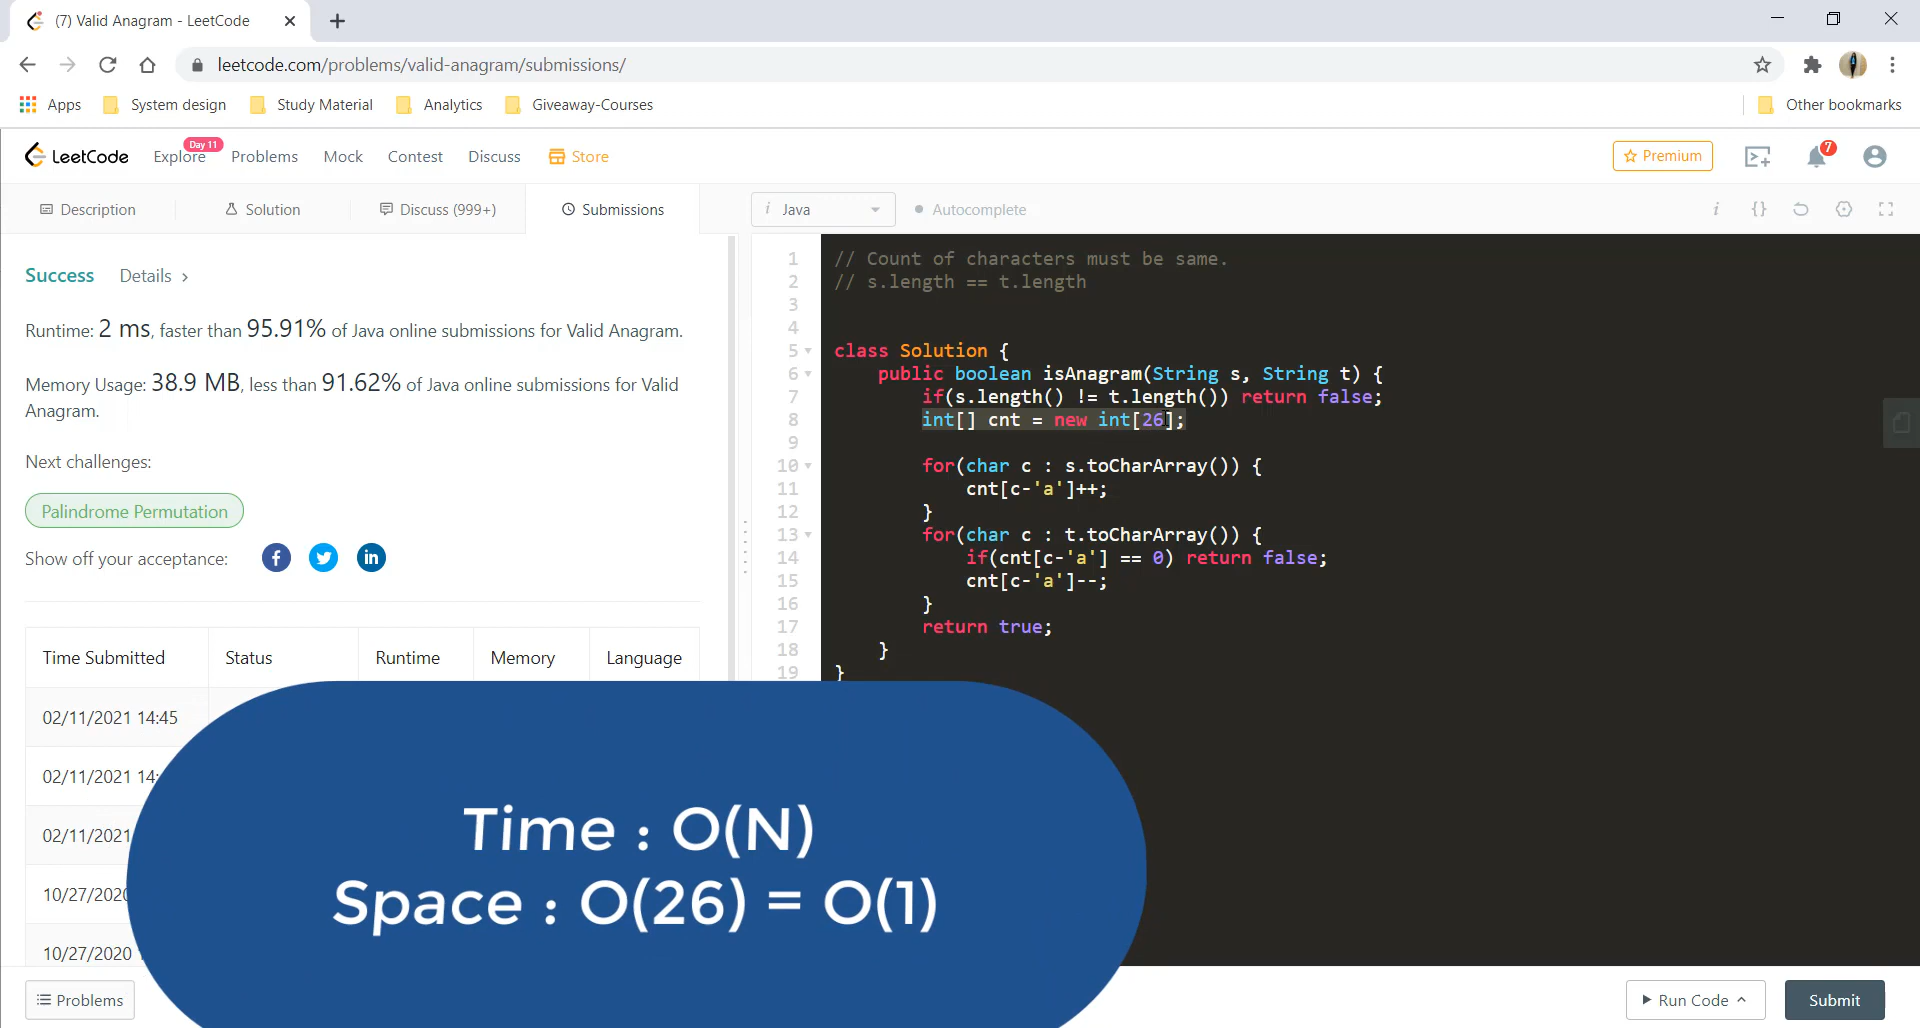 (7) Valid Anagram - LeetCode
leetcode.com/problems/valid-anagram/submissions/
Apps System design Study Material Analytics Giveaway-Courses Other bookmarks
LeetCode Explore Day 11 Problems Mock Contest Discuss Store Premium 7
Description Solution Discuss (999+) Submissions
i Java Autocomplete i {}
Success Details >
Runtime: 2 ms, faster than 95.91% of Java online submissions for Valid Anagram.
Memory Usage: 38.9 MB, less than 91.62% of Java online submissions for Valid
Anagram.
Next challenges:
Palindrome Permutation
Show off your acceptance:
Time Submitted Status Runtime Memory Language
02/11/2021 14:45
02/11/2021 14:
02/11/2021
10/27/2020
10/27/2020
1 // Count of characters must be same.
2 // s.length == t.length
3
4
5 class Solution {
6 public boolean isAnagram(String s, String t) {
7 if(s.length() != t.length()) return false;
8 int[] cnt = new int[26];
9
10 for(char c : s.toCharArray()) {
11 cnt[c-'a']++;
12 }
13 for(char c : t.toCharArray()) {
14 if(cnt[c-'a'] == 0) return false;
15 cnt[c-'a']--;
16 }
17 return true;
18 }
19 }
Time : O(N)
Space : O(26) = O(1)
Problems Run Code Submit